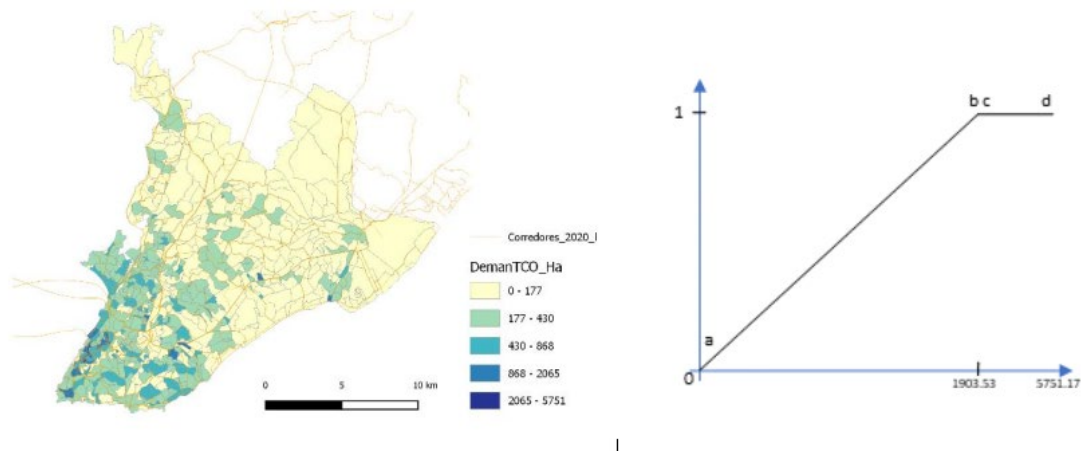 Corredores_2020_l
DemanTCO_Ha
0 - 177
177 - 430
430 - 868
868 - 2065
2065 - 5751
0 5 10 km
1
b c d
a
0
1903.53 5751.17